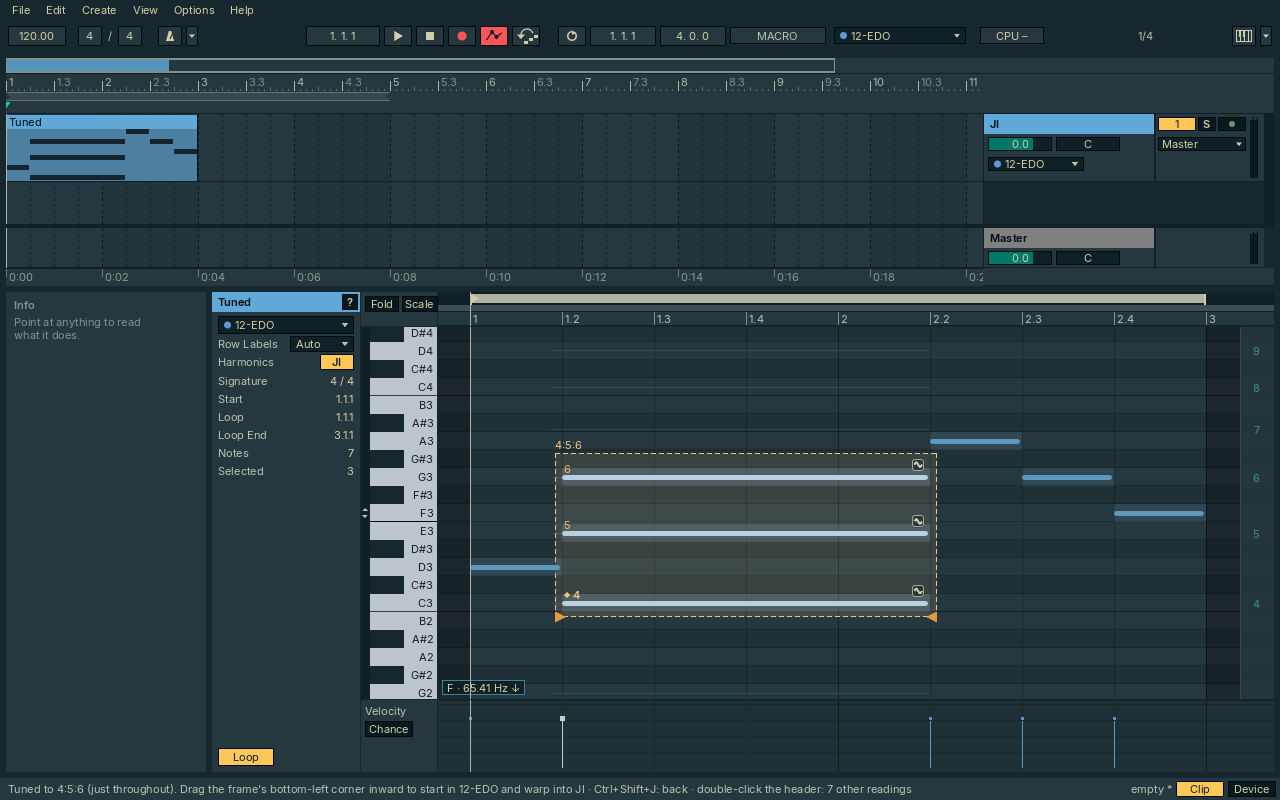 File Edit Create View Options Help
120.00 4 / 4 1. 1. 1 1. 1. 1 4. 0. 0 MACRO 12-EDO CPU – 1/4
1 1.3 2 2.3 3 3.3 4 4.3 5 5.3 6 6.3 7 7.3 8 8.3 9 9.3 10 10.3 11
Tuned
JI 1 S
0.0 C Master
12-EDO
Master
0.0 C
0:00 0:02 0:04 0:06 0:08 0:10 0:12 0:14 0:16 0:18 0:2
Info
Point at anything to read
what it does.
Tuned ?
12-EDO
Row Labels Auto
Harmonics JI
Signature 4 / 4
Start 1.1.1
Loop 1.1.1
Loop End 3.1.1
Notes 7
Selected 3
Loop
Fold Scale
1 1.2 1.3 1.4 2 2.2 2.3 2.4 3
D#4
D4 9
C#4
C4 8
B3
A#3 7
A3 4:5:6
G#3
G3 6 6
F#3
F3
E3 5 5
D#3
D3
C#3
C3 4 4
B2
A#2
A2
G#2
G2 F · 65.41 Hz ↓
Velocity
Chance
Tuned to 4:5:6 (just throughout). Drag the frame's bottom-left corner inward to start in 12-EDO and warp into JI · Ctrl+Shift+J: back · double-click the header: 7 other readings empty * Clip Device